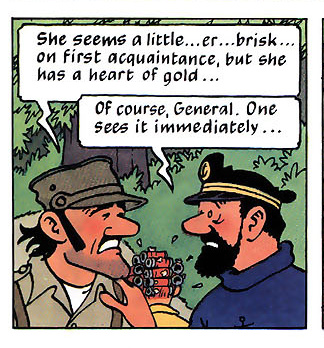 She seems a little...er...brisk...
on first acquaintance, but she
has a heart of gold...
Of course, General. One
sees it immediately...